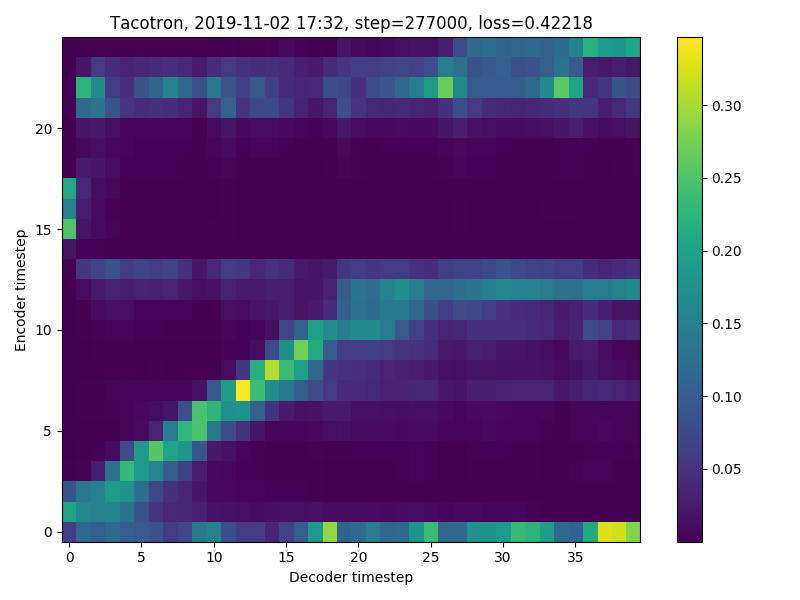 Tacotron, 2019-11-02 17:32, step=277000, loss=0.42218
Encoder timestep
20
15
10
5
0
0 5 10 15 20 25 30 35
Decoder timestep
0.30
0.25
0.20
0.15
0.10
0.05